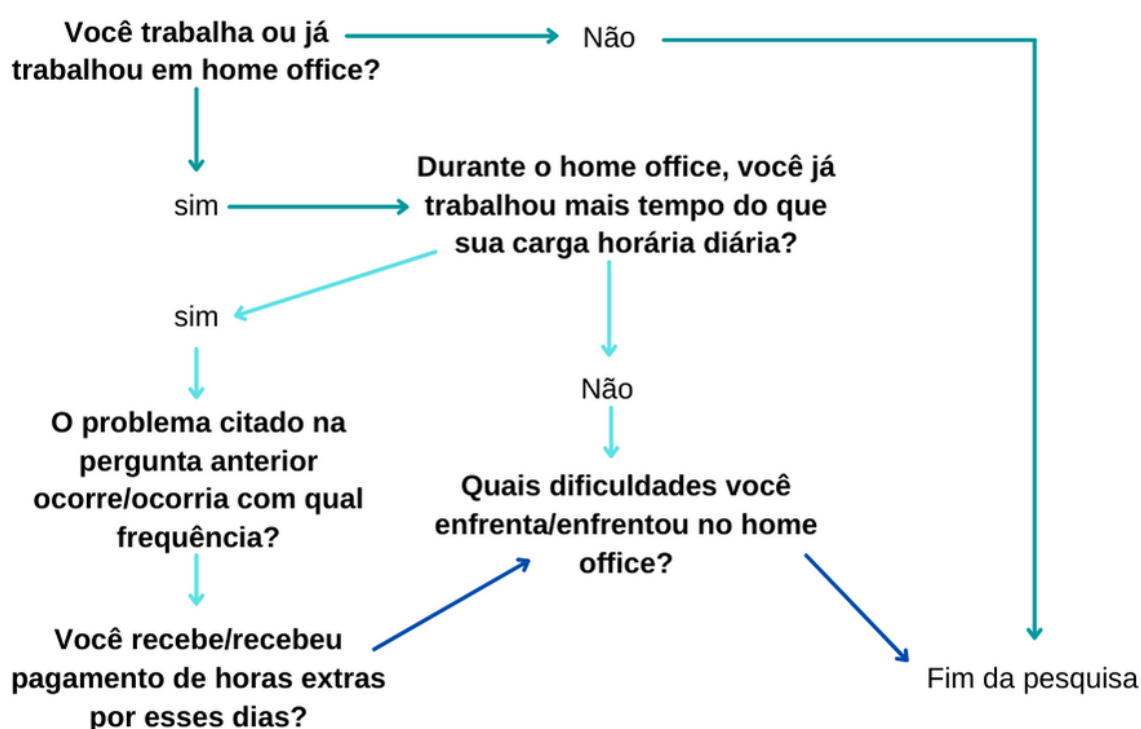 Você trabalha ou já
trabalhou em home office?
Não
sim
Durante o home office, você já
trabalhou mais tempo do que
sua carga horária diária?
sim
Não
O problema citado na
pergunta anterior
ocorre/ocorria com qual
frequência?
Quais dificuldades você
enfrenta/enfrentou no home
office?
Você recebe/recebeu
pagamento de horas extras
por esses dias?
Fim da pesquisa